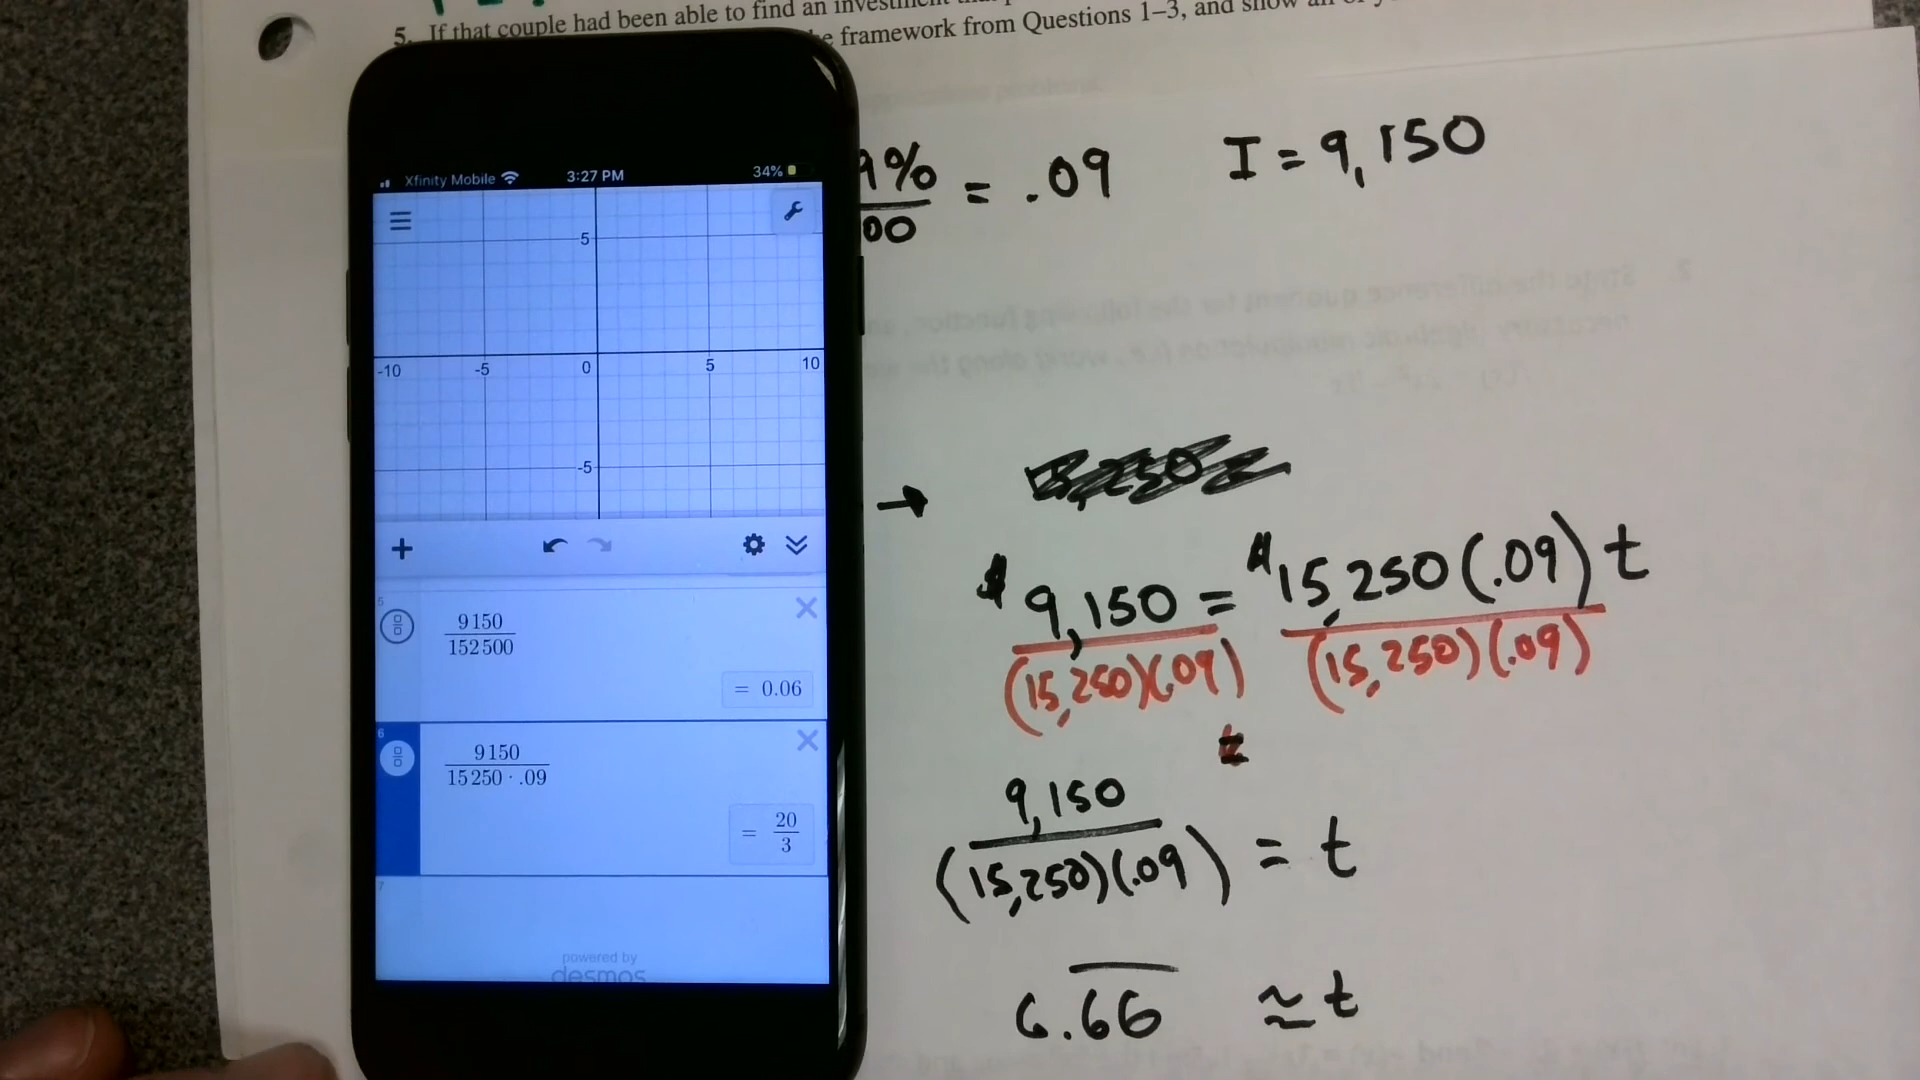 5. If that couple had been able to find an
framework from Questions 1–3, and show
Xfinity Mobile 3:27 PM 34%
9% = .09
00
I = 9,150
5
-10 -5 0 5 10
-5
5
9150
152500
= 0.06
6
9150
15250 · .09
= 20
3
7
powered by
desmos
→
$ 9,150 = $ 15,250 (.09) t
(15,250)(.09) (15,250)(.09)
9,150
(15,250)(.09) = t
6.66 ≈ t